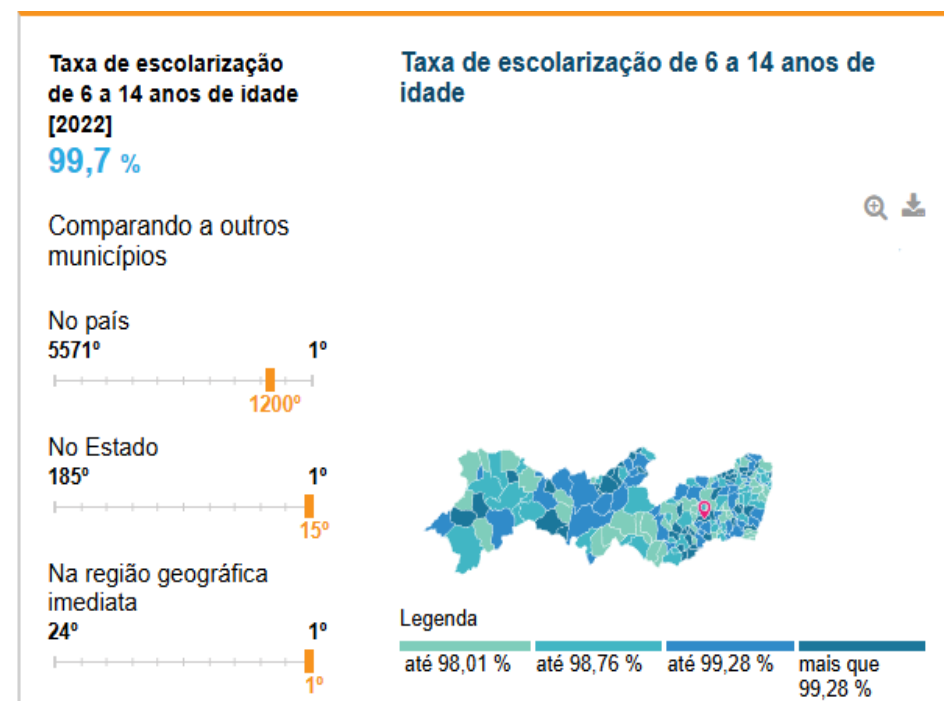 Taxa de escolarização
de 6 a 14 anos de idade
[2022]
99,7 %
Comparando a outros
municípios
No país
5571º 1º
1200º
No Estado
185º 1º
15º
Na região geográfica
imediata
24º 1º
1º
Taxa de escolarização de 6 a 14 anos de
idade
Legenda
até 98,01 % até 98,76 % até 99,28 % mais que
99,28 %